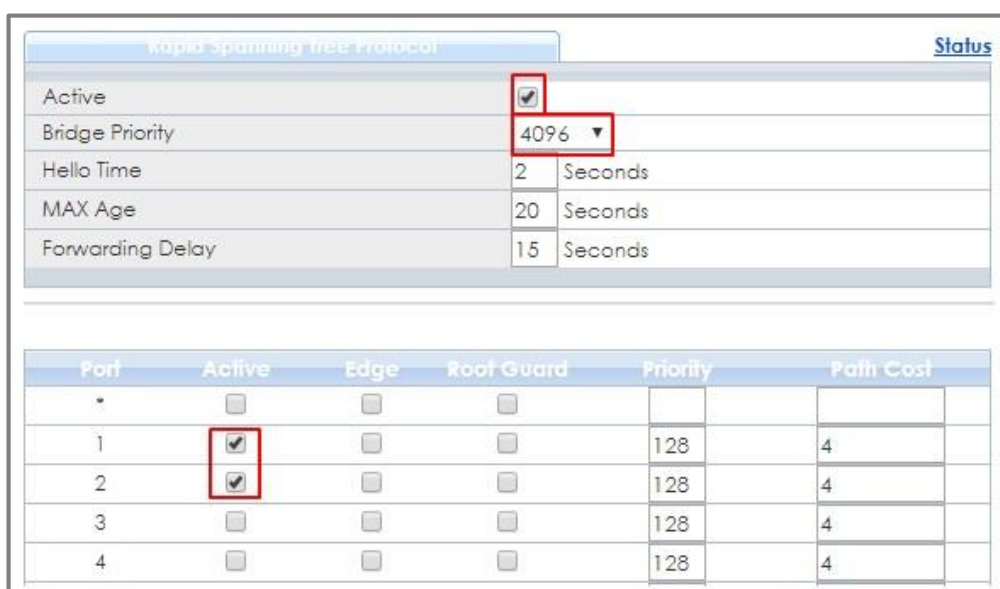 Rapid Spanning Tree Protocol Status
Active
Bridge Priority 4096 ▼
Hello Time 2 Seconds
MAX Age 20 Seconds
Forwarding Delay 15 Seconds
Port Active Edge Root Guard Priority Path Cost
*
1 128 4
2 128 4
3 128 4
4 128 4